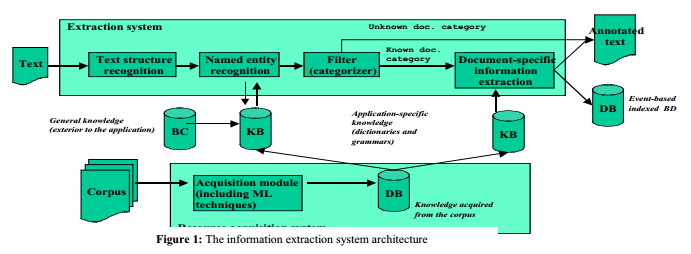 Extraction system
Unknown doc. category
Annotated
text
Known doc.
category
Text
Text structure
recognition
Named entity
recognition
Filter
(categorizer)
Document-specific
information
extraction
DB
Event-based
indexed BD
General knowledge
(exterior to the application)
BC
KB
Application-specific
knowledge
(dictionaries and
grammars)
KB
Corpus
Acquisition module
(including ML
techniques)
DB
Knowledge acquired
from the corpus
Figure 1: The information extraction system architecture